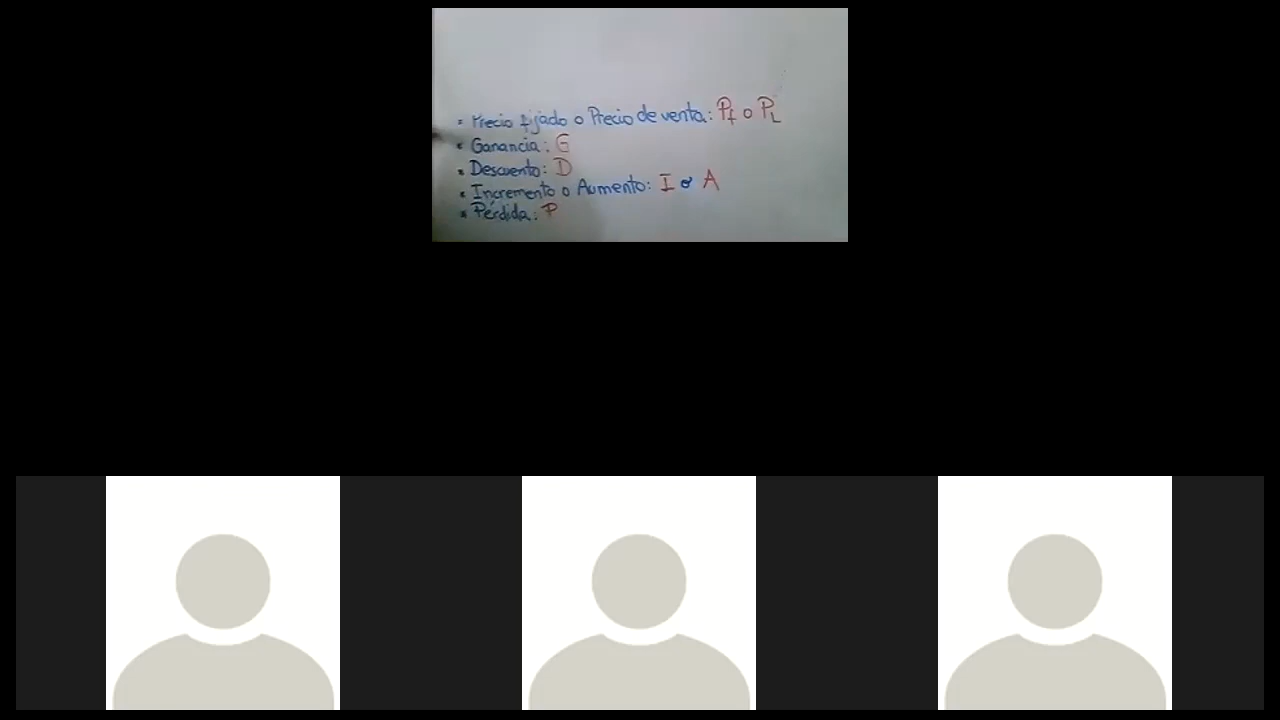 • Precio fijado o Precio de venta: Pf o PL
• Ganancia: G
• Descuento: D
• Incremento o Aumento: I o A
• Pérdida: P